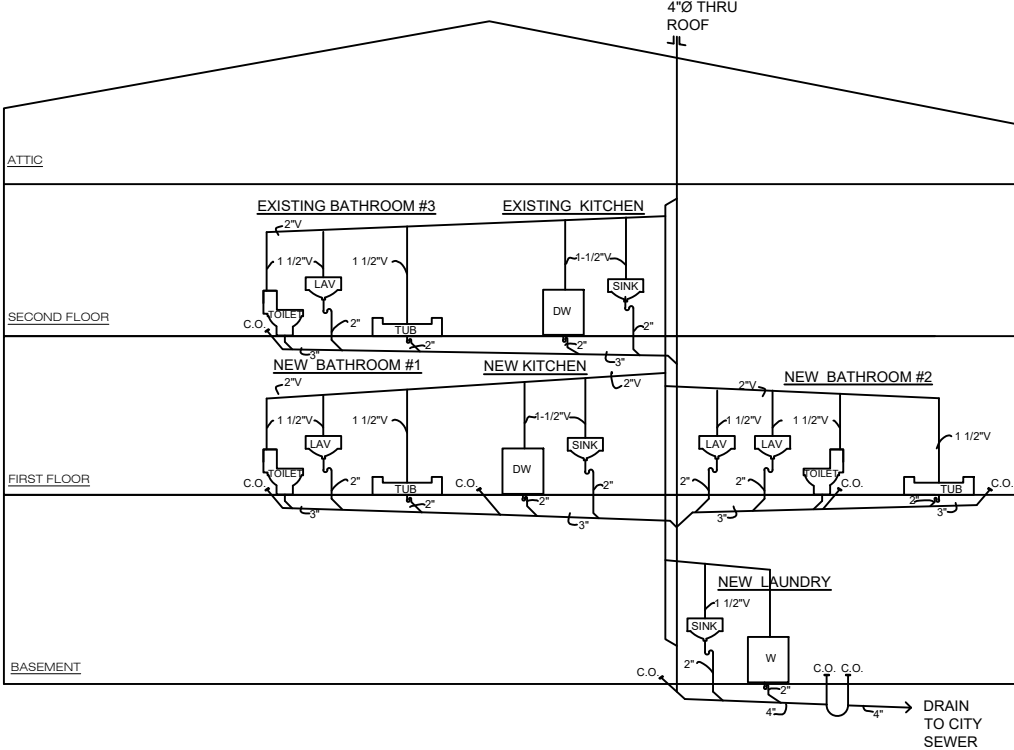 4"Ø THRU
ROOF
ATTIC
EXISTING BATHROOM #3
EXISTING KITCHEN
2"V
1 1/2"V
1 1/2"V
1-1/2"V
LAV
SINK
DW
TOILET
TUB
SECOND FLOOR
C.O.
2"
2"
2"
2"
3"
3"
NEW BATHROOM #1
NEW KITCHEN
NEW BATHROOM #2
2"V
2"V
2"V
1 1/2"V
1 1/2"V
1-1/2"V
1 1/2"V
1 1/2"V
1 1/2"V
LAV
SINK
LAV
LAV
DW
TOILET
TOILET
TUB
TUB
FIRST FLOOR
C.O.
2"
2"
C.O.
2"
2"
2"
2"
C.O.
2"
C.O.
3"
3"
3"
3"
NEW LAUNDRY
1 1/2"V
SINK
W
BASEMENT
C.O.
2"
2"
C.O.
C.O.
4"
4"
DRAIN
TO CITY
SEWER